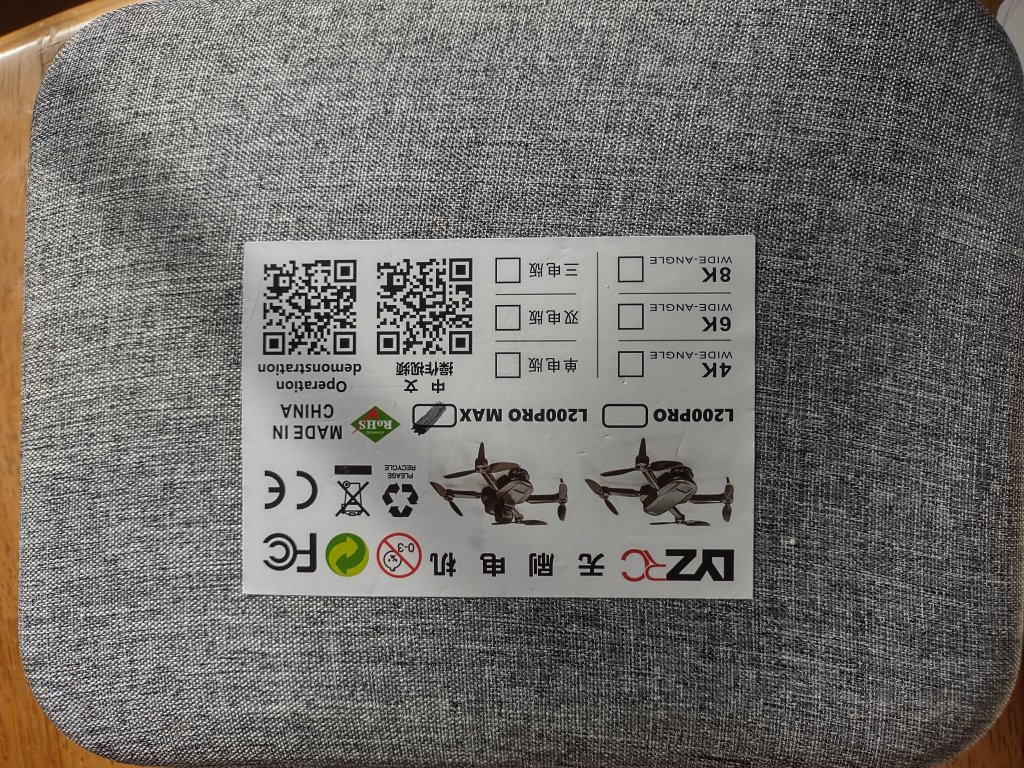 LYZRC 无刷电机
0-3
FC
PLEASE RECYCLE
CE
L200PRO
L200PRO MAX
RoHS
MADE IN
CHINA
4K
WIDE-ANGLE
单电版
6K
WIDE-ANGLE
双电版
8K
WIDE-ANGLE
三电版
中文
操作视频
Operation
demonstration